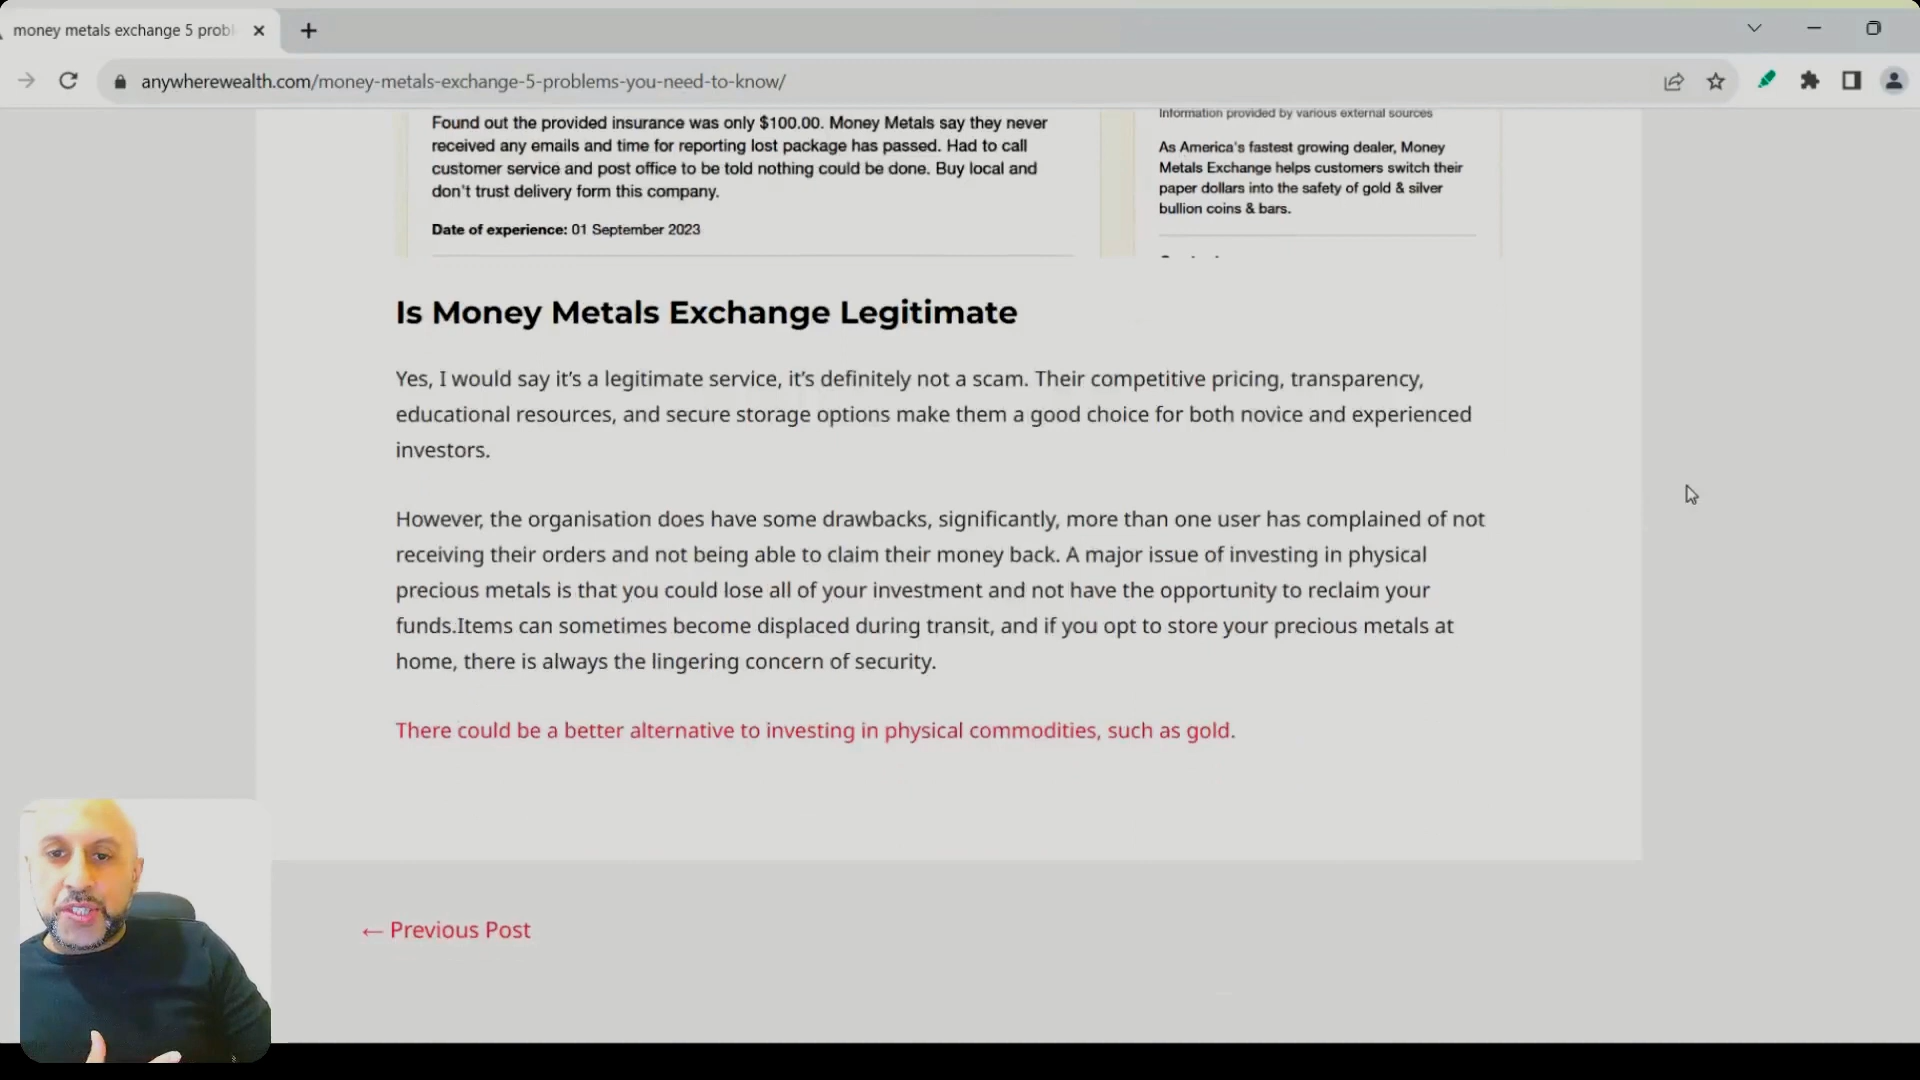 money metals exchange 5 probl
anywherewealth.com/money-metals-exchange-5-problems-you-need-to-know/
Found out the provided insurance was only $100.00. Money Metals say they never
received any emails and time for reporting lost package has passed. Had to call
customer service and post office to be told nothing could be done. Buy local and
don't trust delivery form this company.
Date of experience: 01 September 2023
Information provided by various external sources
As America's fastest growing dealer, Money
Metals Exchange helps customers switch their
paper dollars into the safety of gold & silver
bullion coins & bars.
Is Money Metals Exchange Legitimate
Yes, I would say it's a legitimate service, it's definitely not a scam. Their competitive pricing, transparency,
educational resources, and secure storage options make them a good choice for both novice and experienced
investors.
However, the organisation does have some drawbacks, significantly, more than one user has complained of not
receiving their orders and not being able to claim their money back. A major issue of investing in physical
precious metals is that you could lose all of your investment and not have the opportunity to reclaim your
funds.Items can sometimes become displaced during transit, and if you opt to store your precious metals at
home, there is always the lingering concern of security.
There could be a better alternative to investing in physical commodities, such as gold.
← Previous Post